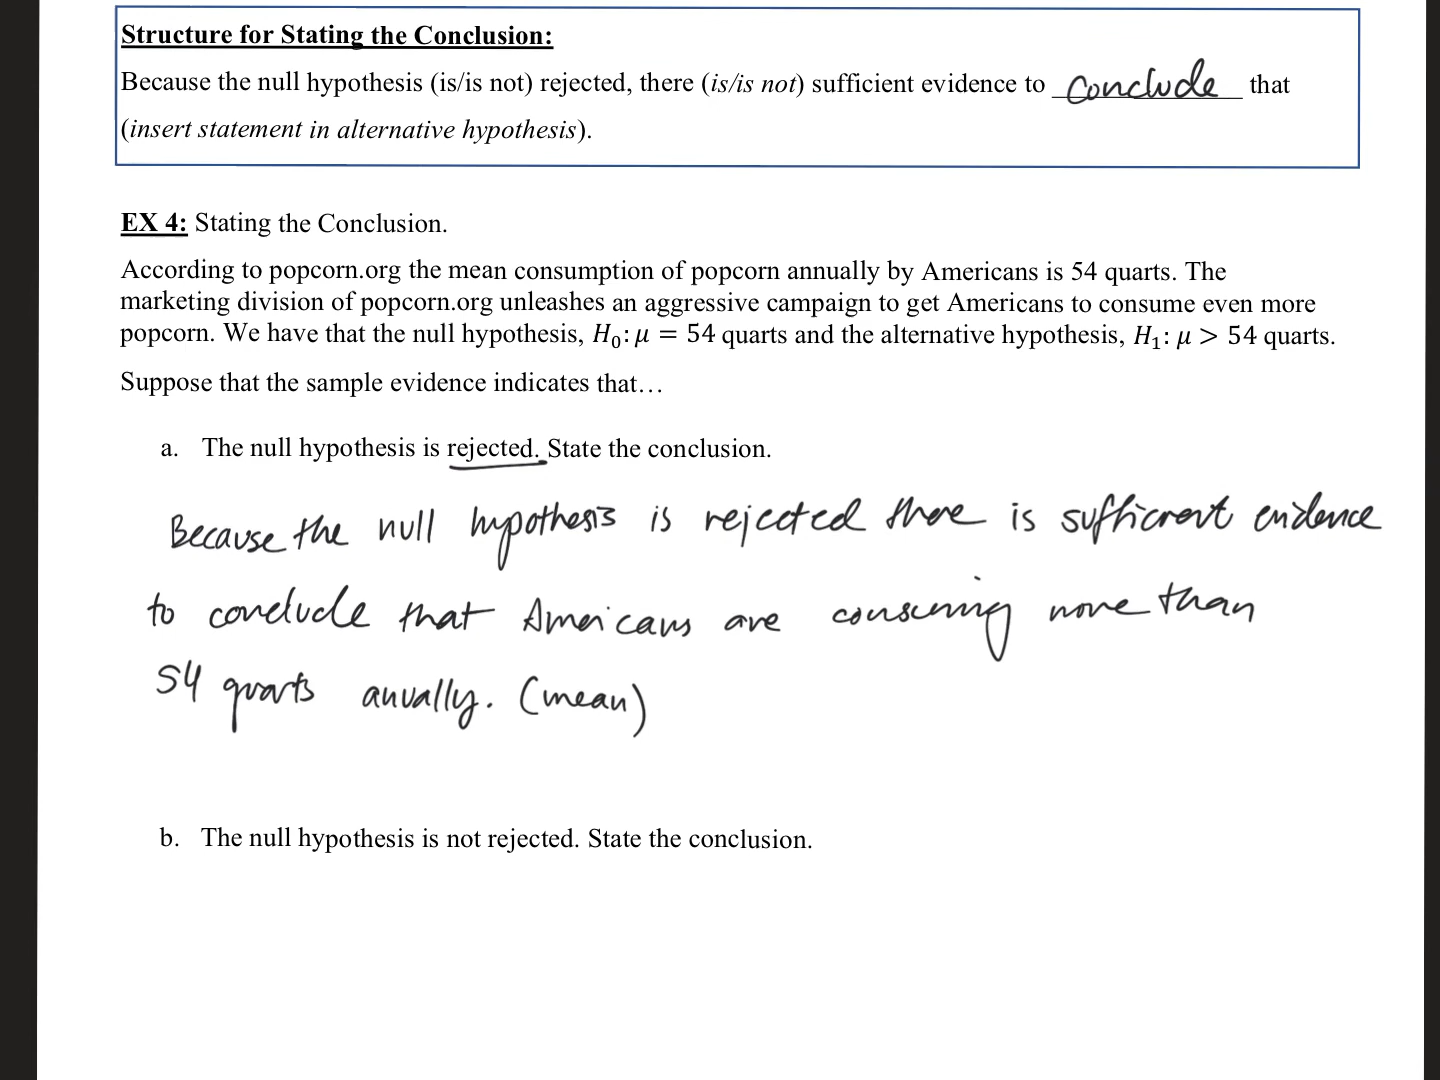 Structure for Stating the Conclusion:
Because the null hypothesis (is/is not) rejected, there (is/is not) sufficient evidence to conclude that
(insert statement in alternative hypothesis).
EX 4: Stating the Conclusion.
According to popcorn.org the mean consumption of popcorn annually by Americans is 54 quarts. The
marketing division of popcorn.org unleashes an aggressive campaign to get Americans to consume even more
popcorn. We have that the null hypothesis, H₀: μ = 54 quarts and the alternative hypothesis, H₁: μ > 54 quarts.
Suppose that the sample evidence indicates that…
a. The null hypothesis is rejected. State the conclusion.
Because the null hypothesis is rejected there is sufficient evidence
to conclude that Americans are consuming more than
54 quarts anually. (mean)
b. The null hypothesis is not rejected. State the conclusion.